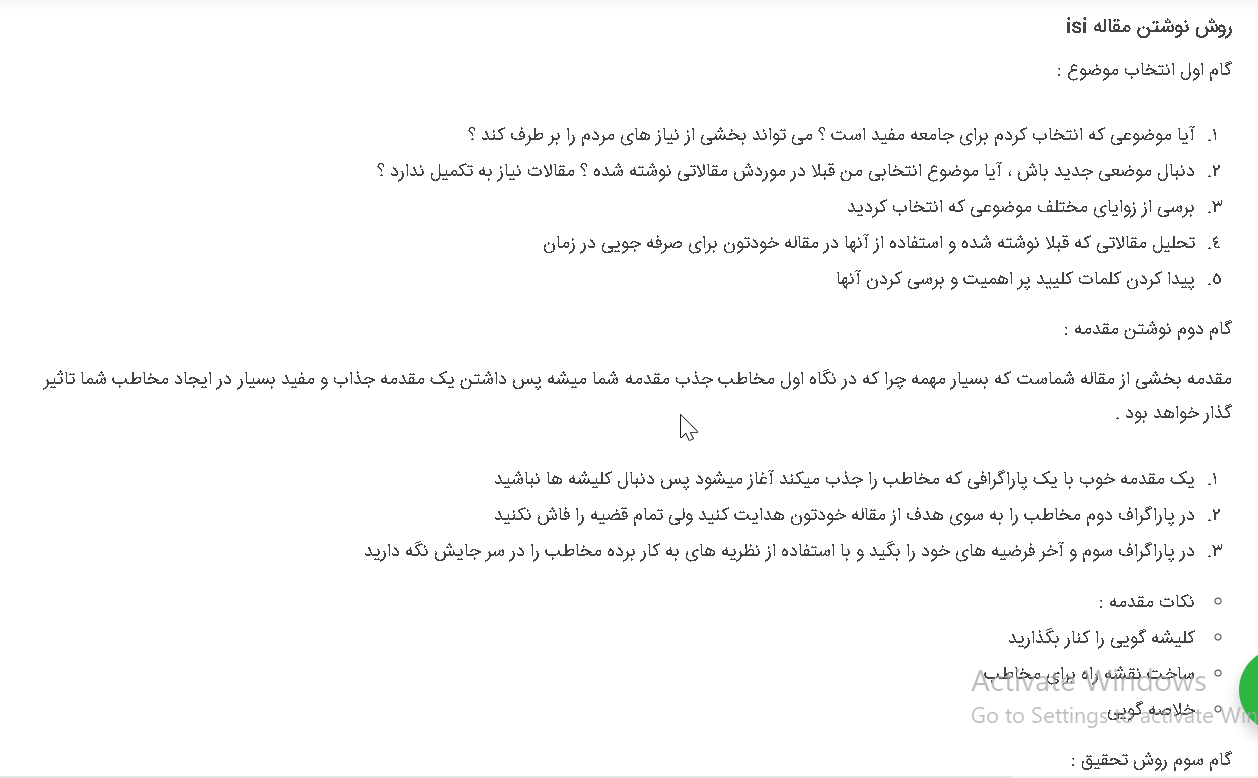 روش نوشتن مقاله isi
گام اول انتخاب موضوع :
۱. آیا موضوعی که انتخاب کردم برای جامعه مفید است ؟ می تواند بخشی از نیاز های مردم را بر طرف کند ؟
۲. دنبال موضعی جدید باش ، آیا موضوع انتخابی من قبلا در موردش مقالاتی نوشته شده ؟ مقالات نیاز به تکمیل ندارد ؟
۳. برسی از زوایای مختلف موضوعی که انتخاب کردید
٤. تحلیل مقالاتی که قبلا نوشته شده و استفاده از آنها در مقاله خودتون برای صرفه جویی در زمان
٥. پیدا کردن کلمات کلیید پر اهمیت و برسی کردن آنها
گام دوم نوشتن مقدمه :
مقدمه بخشی از مقاله شماست که بسیار مهمه چرا که در نگاه اول مخاطب جذب مقدمه شما میشه پس داشتن یک مقدمه جذاب و مفید بسیار در ایجاد مخاطب شما تاثیر
گذار خواهد بود .
۱. یک مقدمه خوب با یک پاراگرافی که مخاطب را جذب میکند آغاز میشود پس دنبال کلیشه ها نباشید
۲. در پاراگراف دوم مخاطب را به سوی هدف از مقاله خودتون هدایت کنید ولی تمام قضیه را فاش نکنید
۳. در پاراگراف سوم و آخر فرضیه های خود را بگید و با استفاده از نظریه های به کار برده مخاطب را در سر جایش نگه دارید
○ نکات مقدمه :
○ کلیشه گویی را کنار بگذارید
○ ساخت نقشه راه برای مخاطب
Activate Windows
○ خلاصه گویی
Go to Settings to activate Win
گام سوم روش تحقیق :